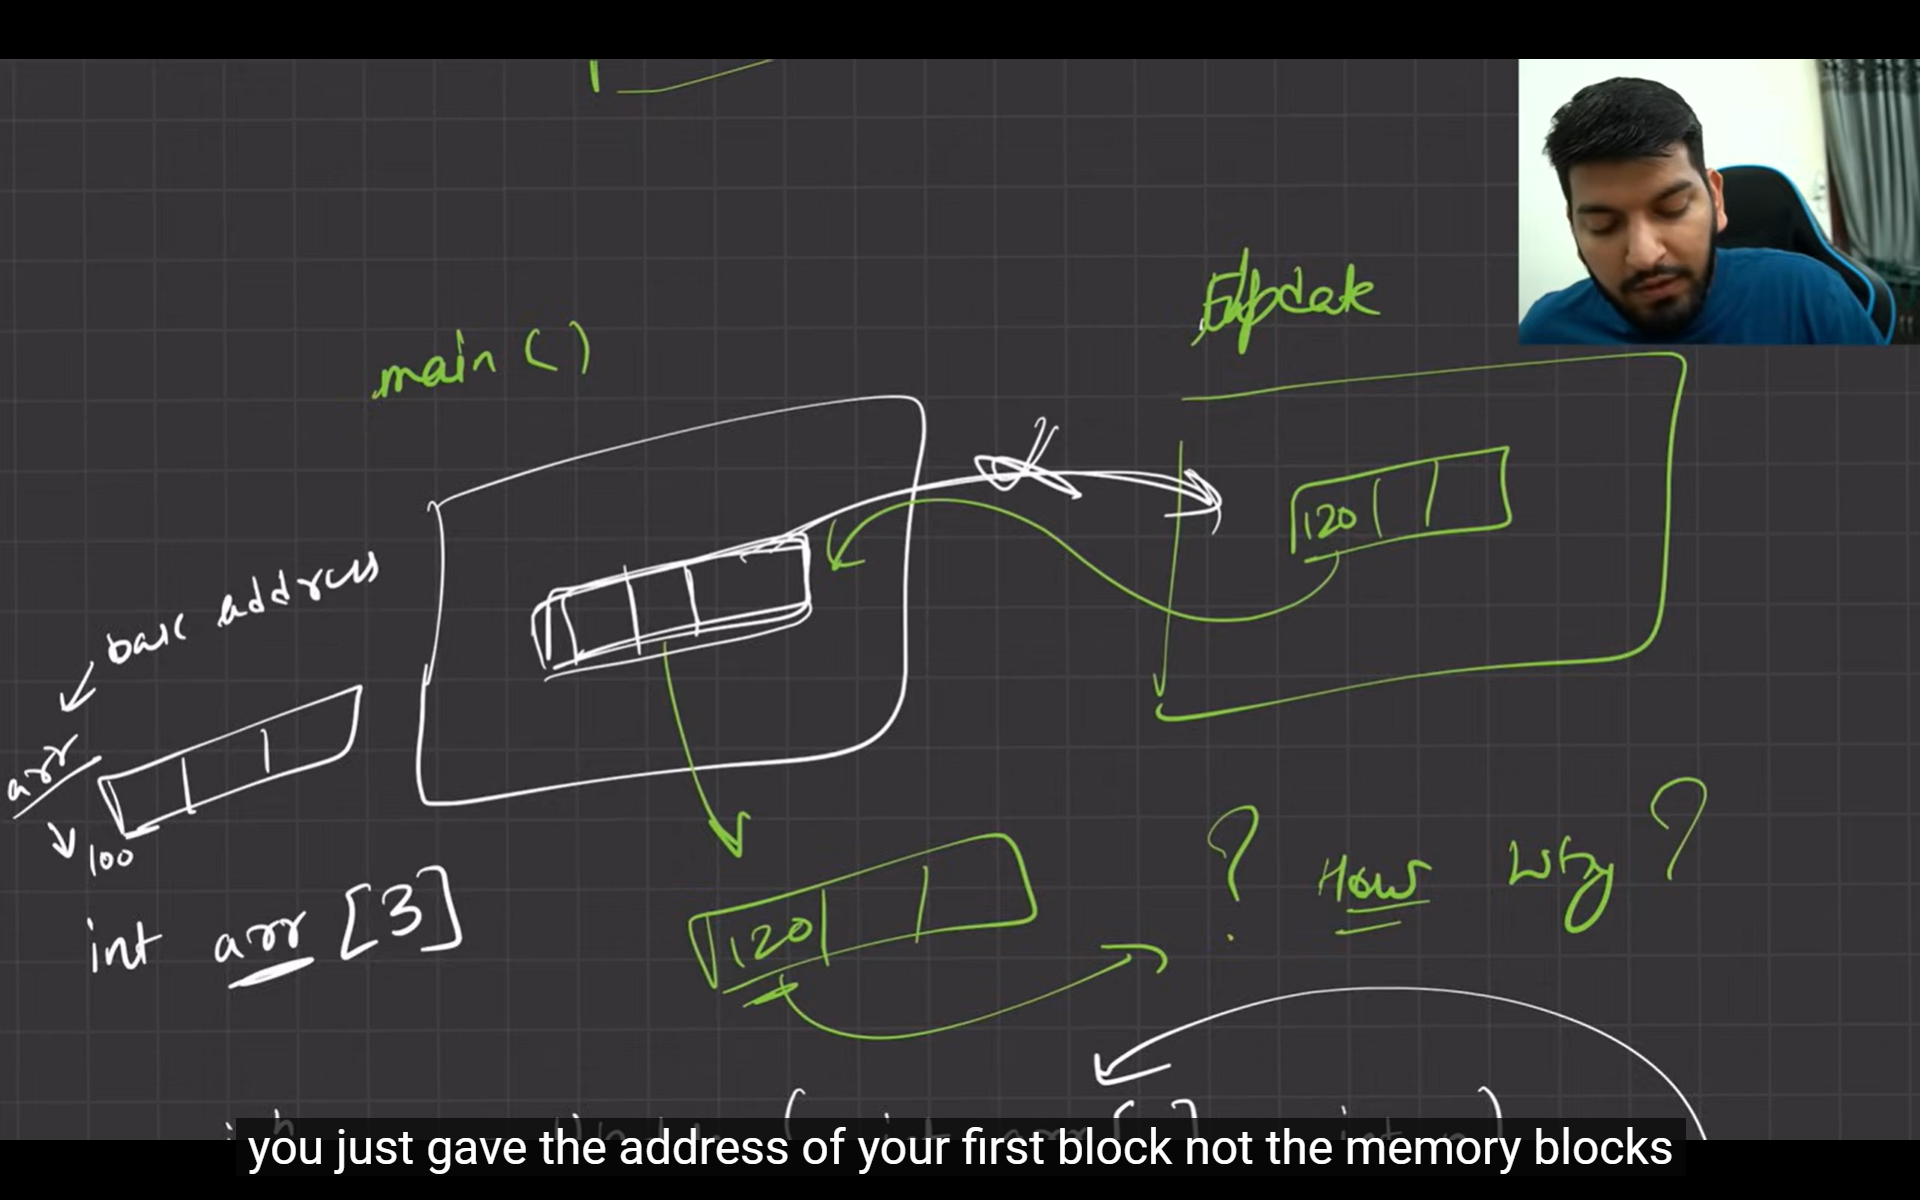 main ( )
Update
120
base address
arr
100
int arr [3]
120
? How Why ?
you just gave the address of your first block not the memory blocks